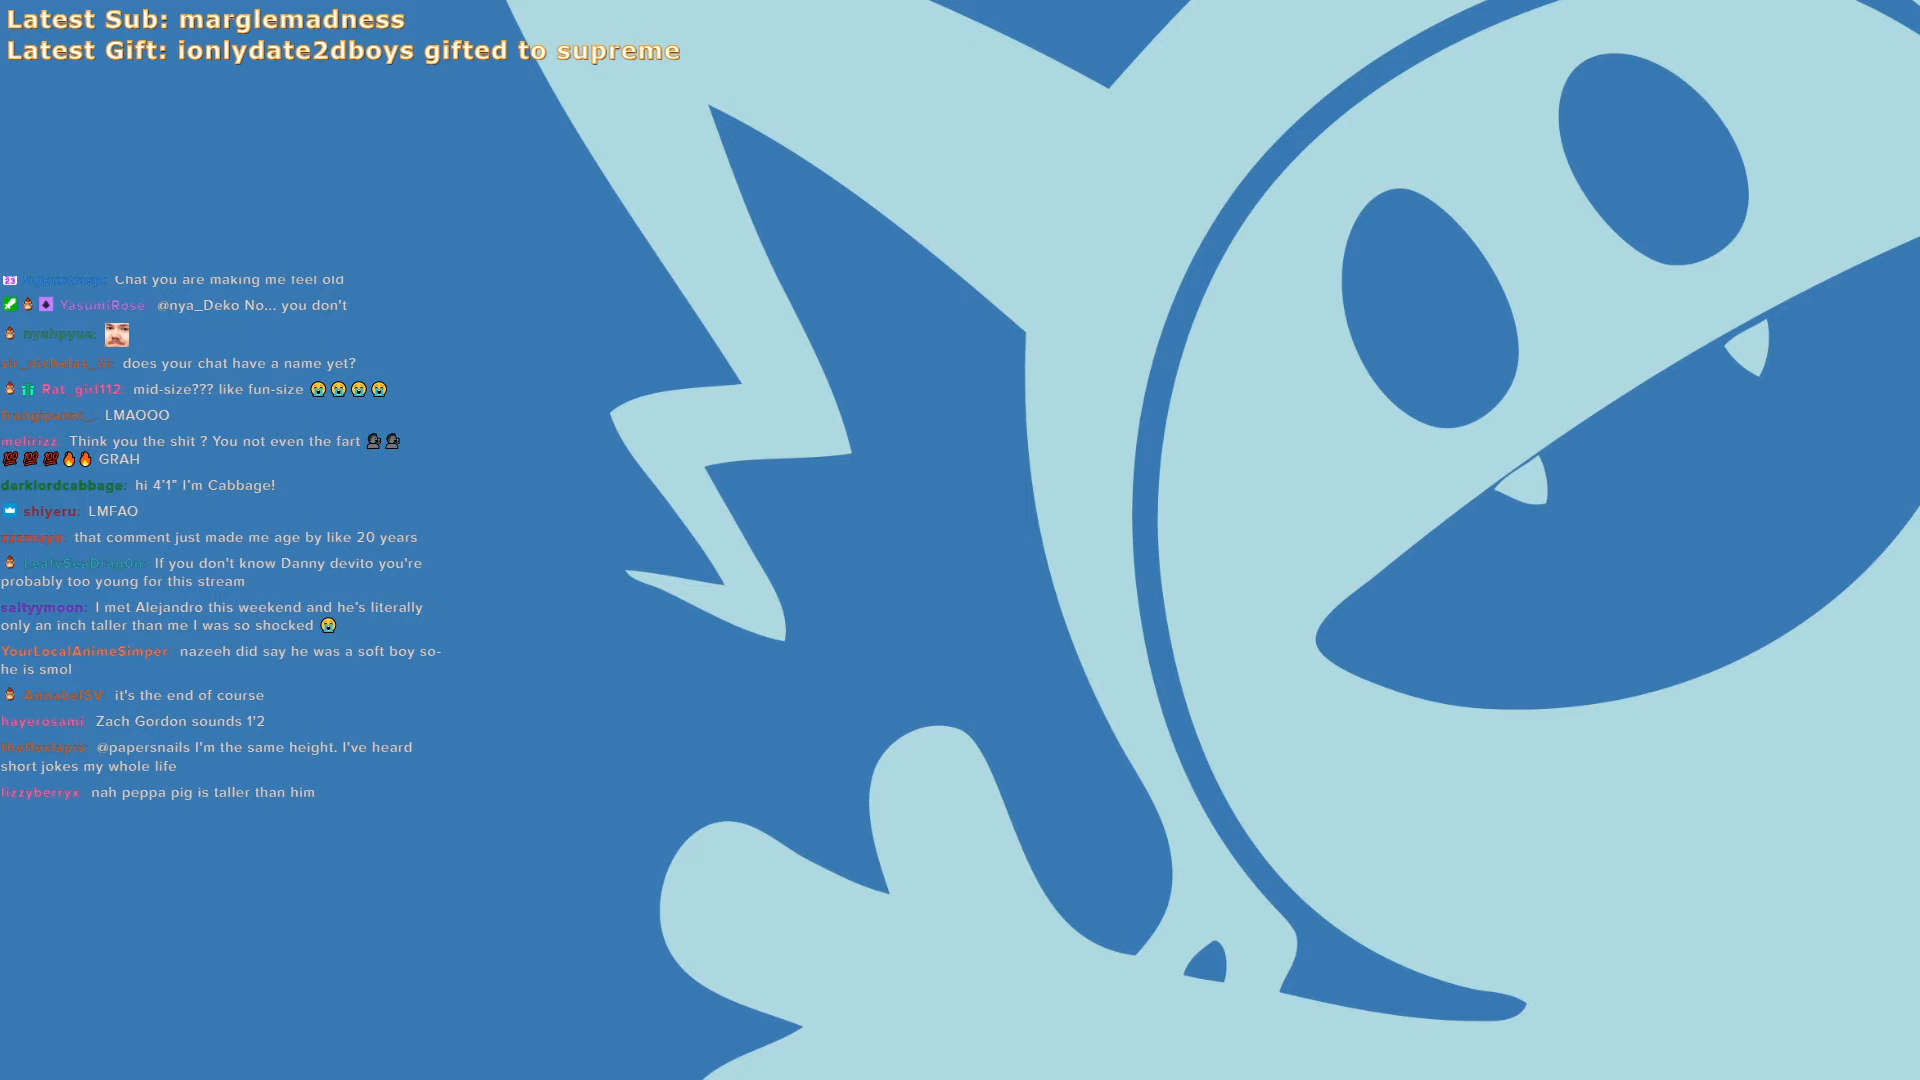 Latest Sub: marglemadness
Latest Gift: ionlydate2dboys gifted to supreme
23 Chat you are making me feel old
YasumiRose: @nya_Deko No... you don't
nyahpyua:
does your chat have a name yet?
Rat_girl112: mid-size??? like fun-size
LMAOOO
melirizz: Think you the shit ? You not even the fart
GRAH
darklordcabbage: hi 4'1" I'm Cabbage!
shiyeru: LMFAO
that comment just made me age by like 20 years
LeafySeaDrag0n: If you don't know Danny devito you're
probably too young for this stream
saltyymoon: I met Alejandro this weekend and he's literally
only an inch taller than me I was so shocked
YourLocalAnimeSimper: nazeeh did say he was a soft boy so-
he is smol
AnnabelSV: it's the end of course
hayerosami: Zach Gordon sounds 1'2
@papersnails I'm the same height. I've heard
short jokes my whole life
lizzyberryx: nah peppa pig is taller than him